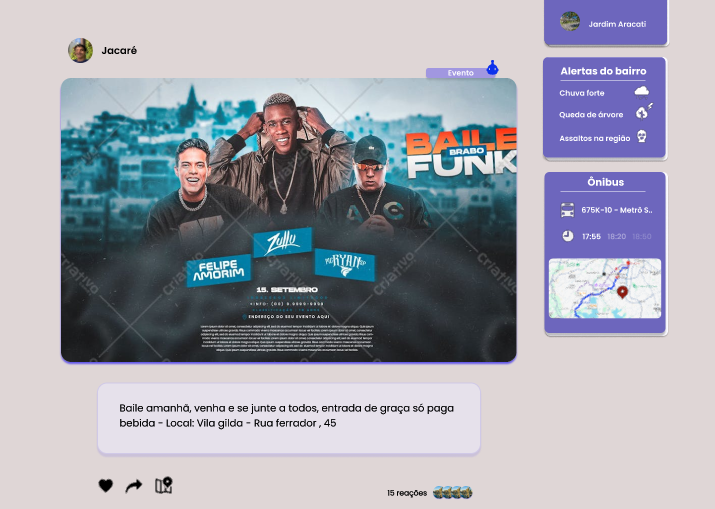 Jacaré
Evento
BAILE
BRABO
FUNK
Zullu
FELIPE
AMORIM
MC RYAN SP
15. SETEMBRO
+INFO: (00) 0.0000-0000
ENDEREÇO DO SEU EVENTO AQUI
Criativo
Baile amanhã, venha e se junte a todos, entrada de graça só paga
bebida - Local: Vila gilda - Rua ferrador , 45
15 reações
Jardim Aracati
Alertas do bairro
Chuva forte
Queda de árvore
Assaltos na região
Ônibus
675K-10 - Metrô S..
17:55 18:20 18:50